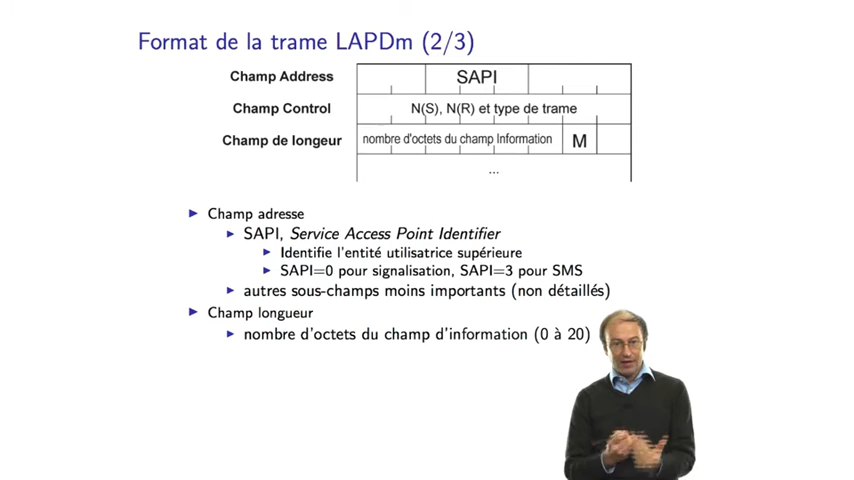 Format de la trame LAPDm (2/3)
Champ Address
SAPI
Champ Control
N(S), N(R) et type de trame
Champ de longeur
nombre d'octets du champ Information
M
...
Champ adresse
SAPI, Service Access Point Identifier
Identifie l'entité utilisatrice supérieure
SAPI=0 pour signalisation, SAPI=3 pour SMS
autres sous-champs moins importants (non détaillés)
Champ longueur
nombre d'octets du champ d'information (0 à 20)